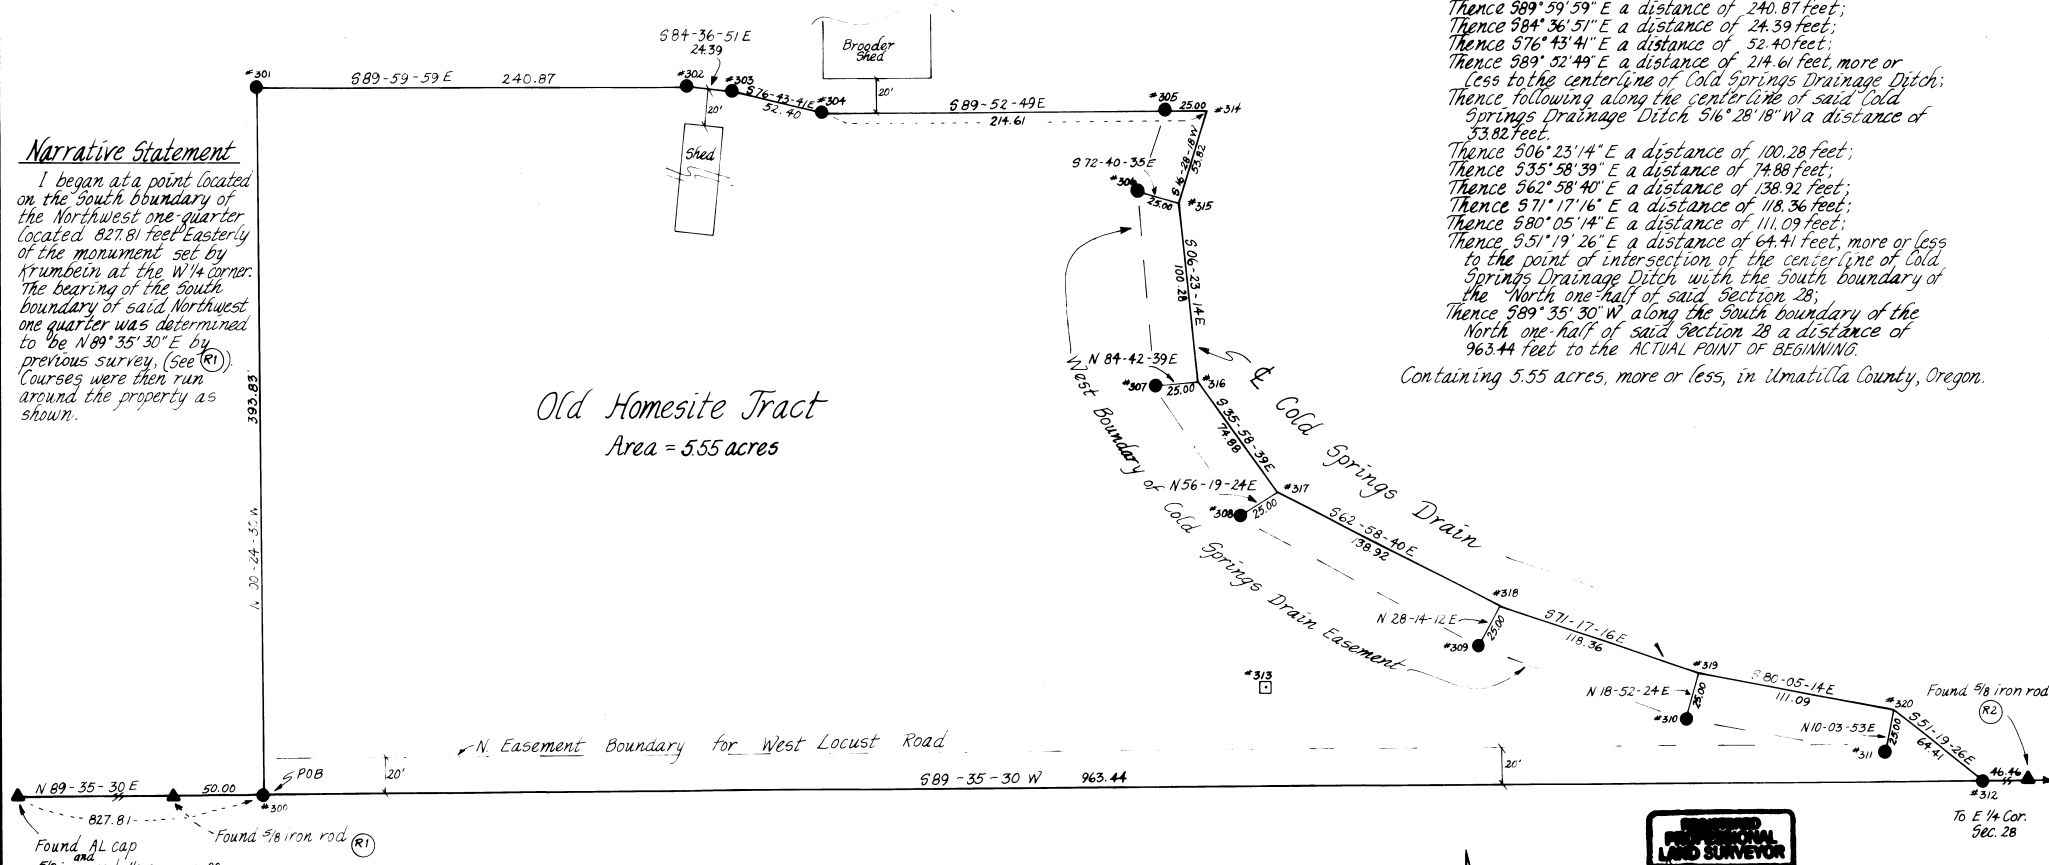 Thence S89°59'59" E a distance of 240.87 feet;
Thence S84°36'51" E a distance of 24.39 feet;
Thence S76°43'41" E a distance of 52.40 feet;
Thence S89°52'49" E a distance of 214.61 feet, more or
less to the centerline of Cold Springs Drainage Ditch;
Thence following along the centerline of said Cold
Springs Drainage Ditch S16°28'18" W a distance of
53.82 feet.
Thence S06°23'14" E a distance of 100.28 feet;
Thence S35°58'39" E a distance of 74.88 feet;
Thence S62°58'40" E a distance of 138.92 feet;
Thence S71°17'16" E a distance of 118.36 feet;
Thence S80°05'14" E a distance of 111.09 feet;
Thence S51°19'26" E a distance of 64.41 feet, more or less
to the point of intersection of the centerline of Cold
Springs Drainage Ditch with the South boundary of
the North one-half of said Section 28;
Thence S89°35'30" W along the South boundary of the
North one-half of said Section 28 a distance of
963.44 feet to the ACTUAL POINT OF BEGINNING.
Containing 5.55 acres, more or less, in Umatilla County, Oregon.
Narrative Statement
I began at a point located
on the South boundary of
the Northwest one-quarter
located 827.81 feet Easterly
of the monument set by
Krumbein at the W 1/4 corner.
The bearing of the South
boundary of said Northwest
one quarter was determined
to be N89°35'30" E by
previous survey, (See R1).
Courses were then run
around the property as
shown.
#301
S89-59-59E 240.87
#302
S84-36-51E
24.39
#303
S76-43-41E
52.40
#304
20'
Shed
Brooder
Shed
20'
S89-52-49E
214.61
#305
25.00
#314
S16-28-18W
53.82
S72-40-35E
#306
25.00
#315
S06-23-14E
100.28
N 84-42-39E
#307
25.00
#316
℄ Cold Springs Drain
S35-58-39E
74.88
N56-19-24E
#308
25.00
#317
West Boundary of Cold Springs Drain Easement
S62-58-40E
138.92
#318
N 28-14-12E
25.00
#309
S71-17-16E
118.36
#319
N 18-52-24E
25.00
#310
S80-05-14E
111.09
#320
N10-03-53E
25.00
#311
S51-19-26E
64.41
Found 5/8 iron rod
R2
46.46
#312
To E 1/4 Cor.
Sec. 28
#313
Old Homesite Tract
Area = 5.55 acres
393.83'
N 00-24-30 W
N. Easement Boundary for West Locust Road
20'
S89-35-30 W 963.44
20'
POB
#300
N 89-35-30 E
50.00
827.81
Found 5/8 iron rod R1
Found AL cap
and
REGISTERED
PROFESSIONAL
LAND SURVEYOR